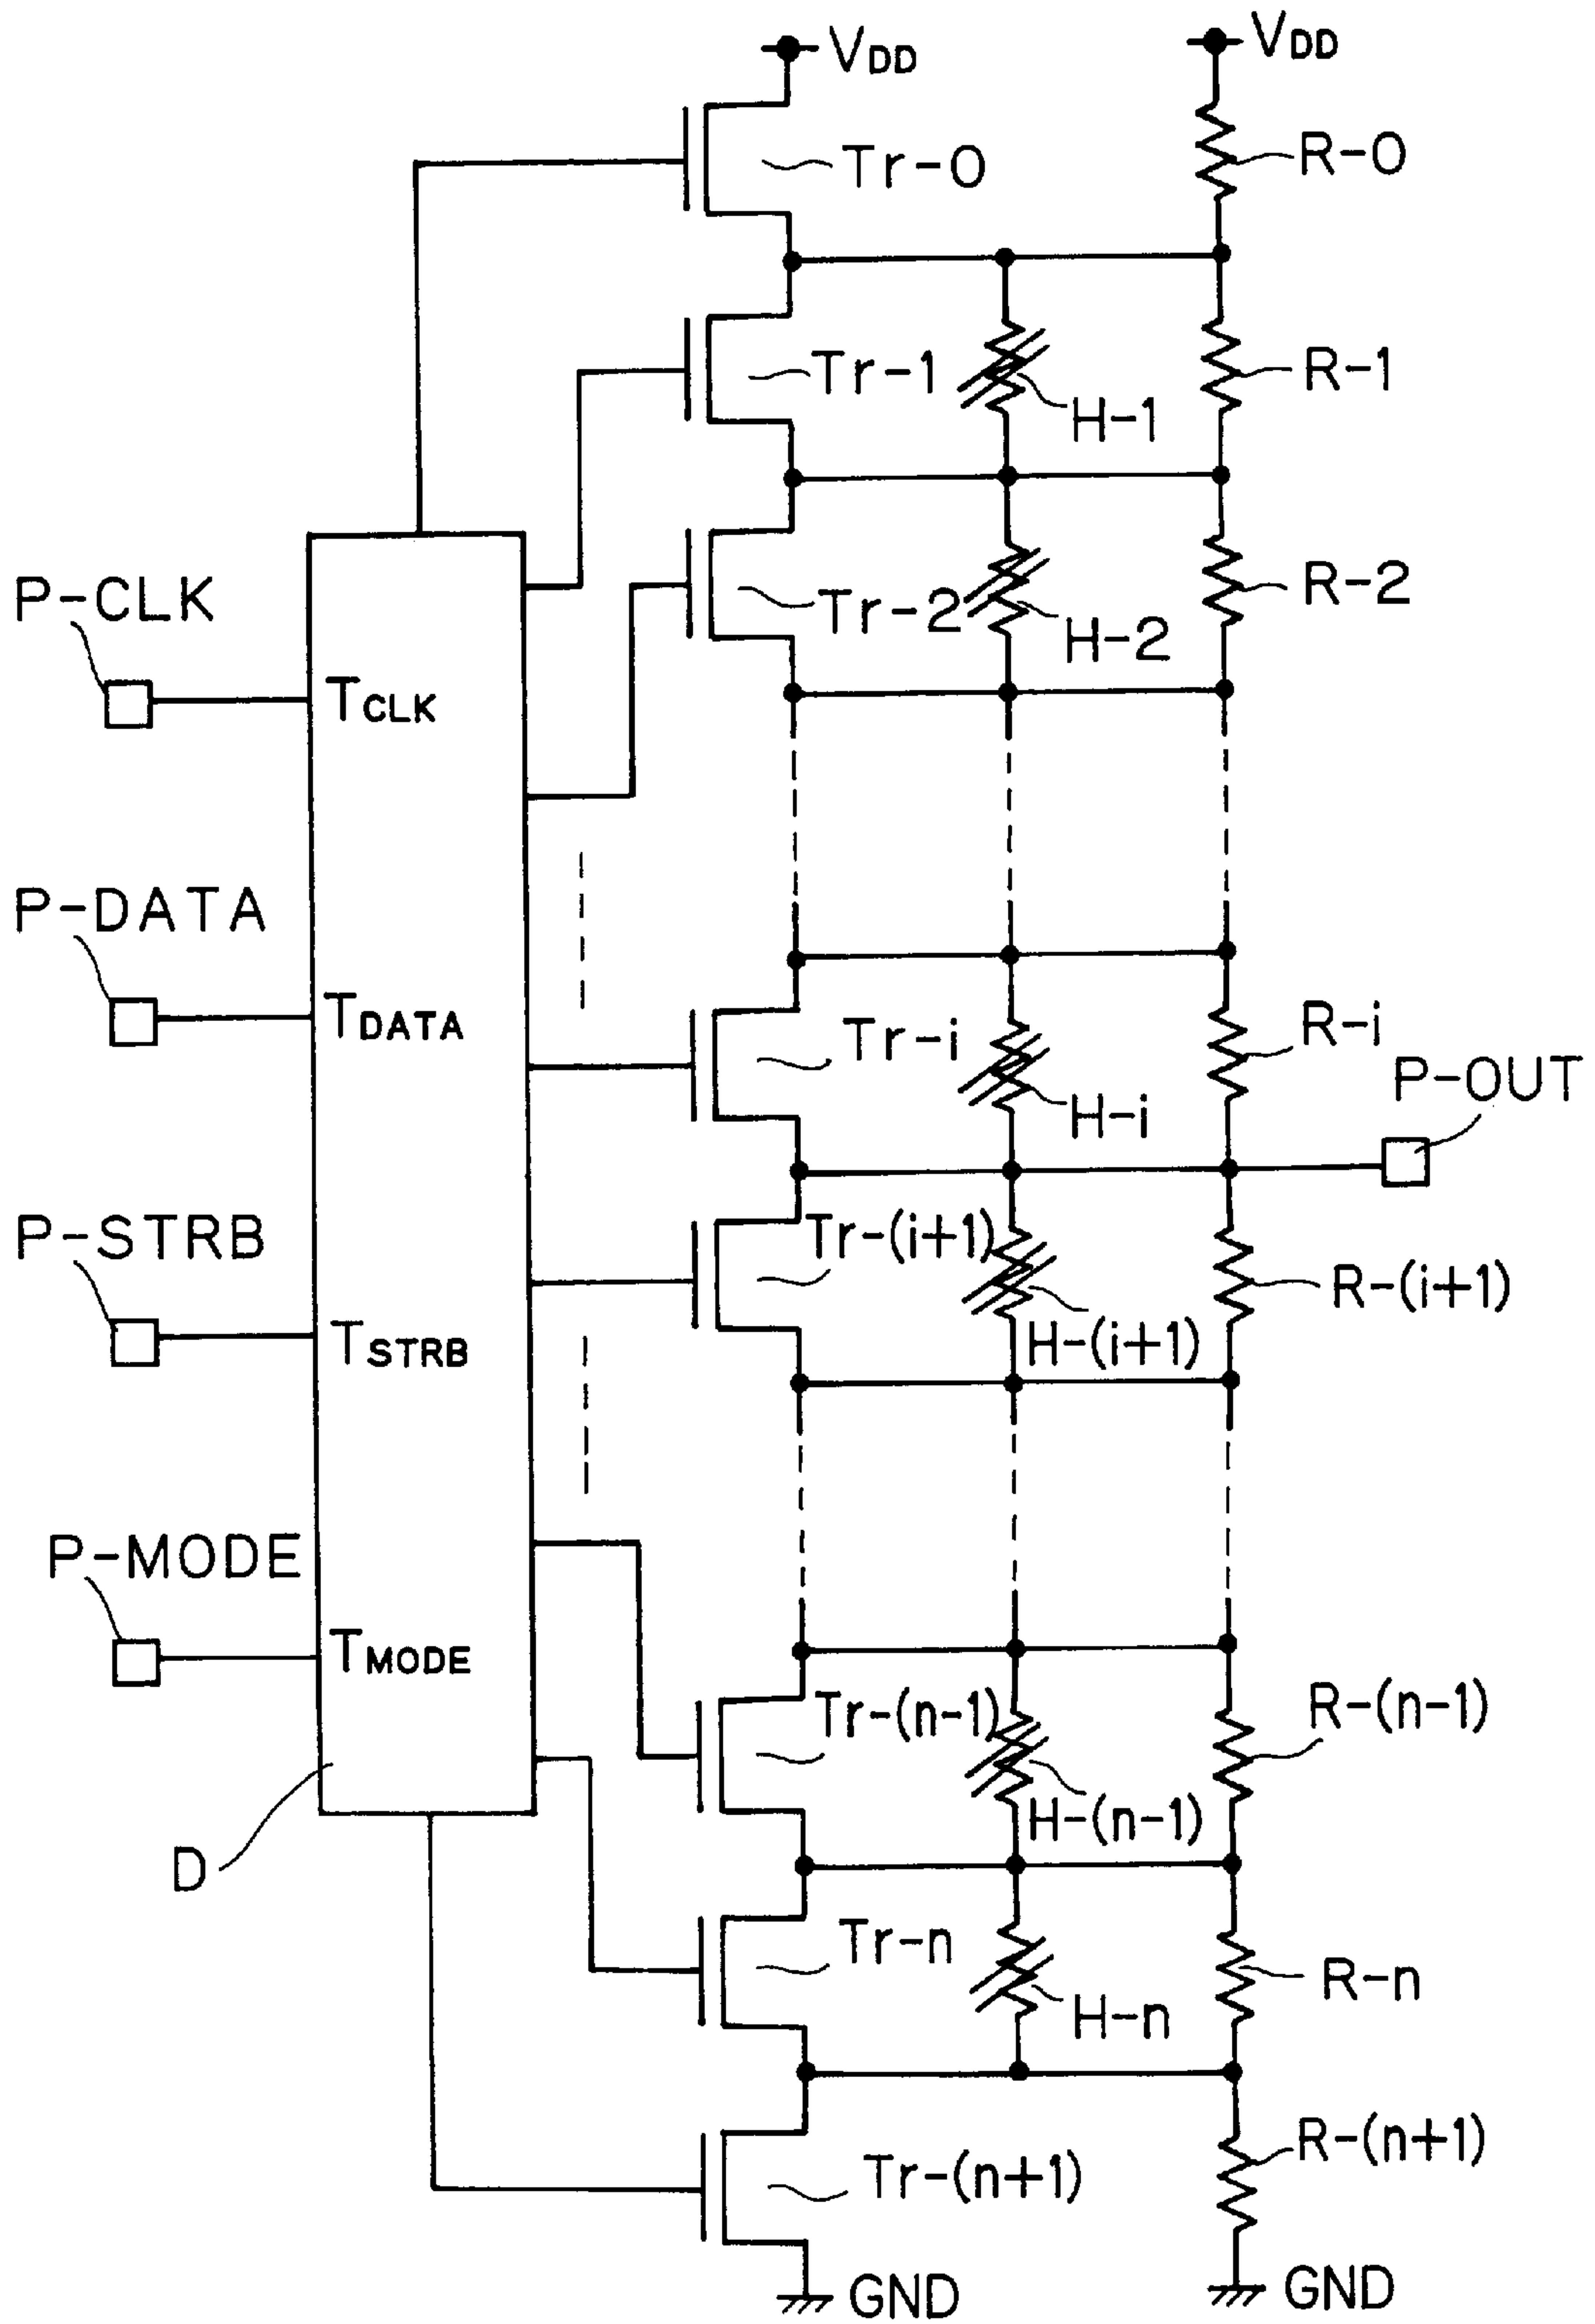 VDD
VDD
Tr-0
R-0
Tr-1
H-1
R-1
P-CLK
Tr-2
H-2
R-2
TCLK
P-DATA
TDATA
Tr-i
H-i
R-i
P-OUT
P-STRB
Tr-(i+1)
H-(i+1)
R-(i+1)
TSTRB
P-MODE
TMODE
Tr-(n-1)
H-(n-1)
R-(n-1)
D
Tr-n
H-n
R-n
Tr-(n+1)
R-(n+1)
GND
GND